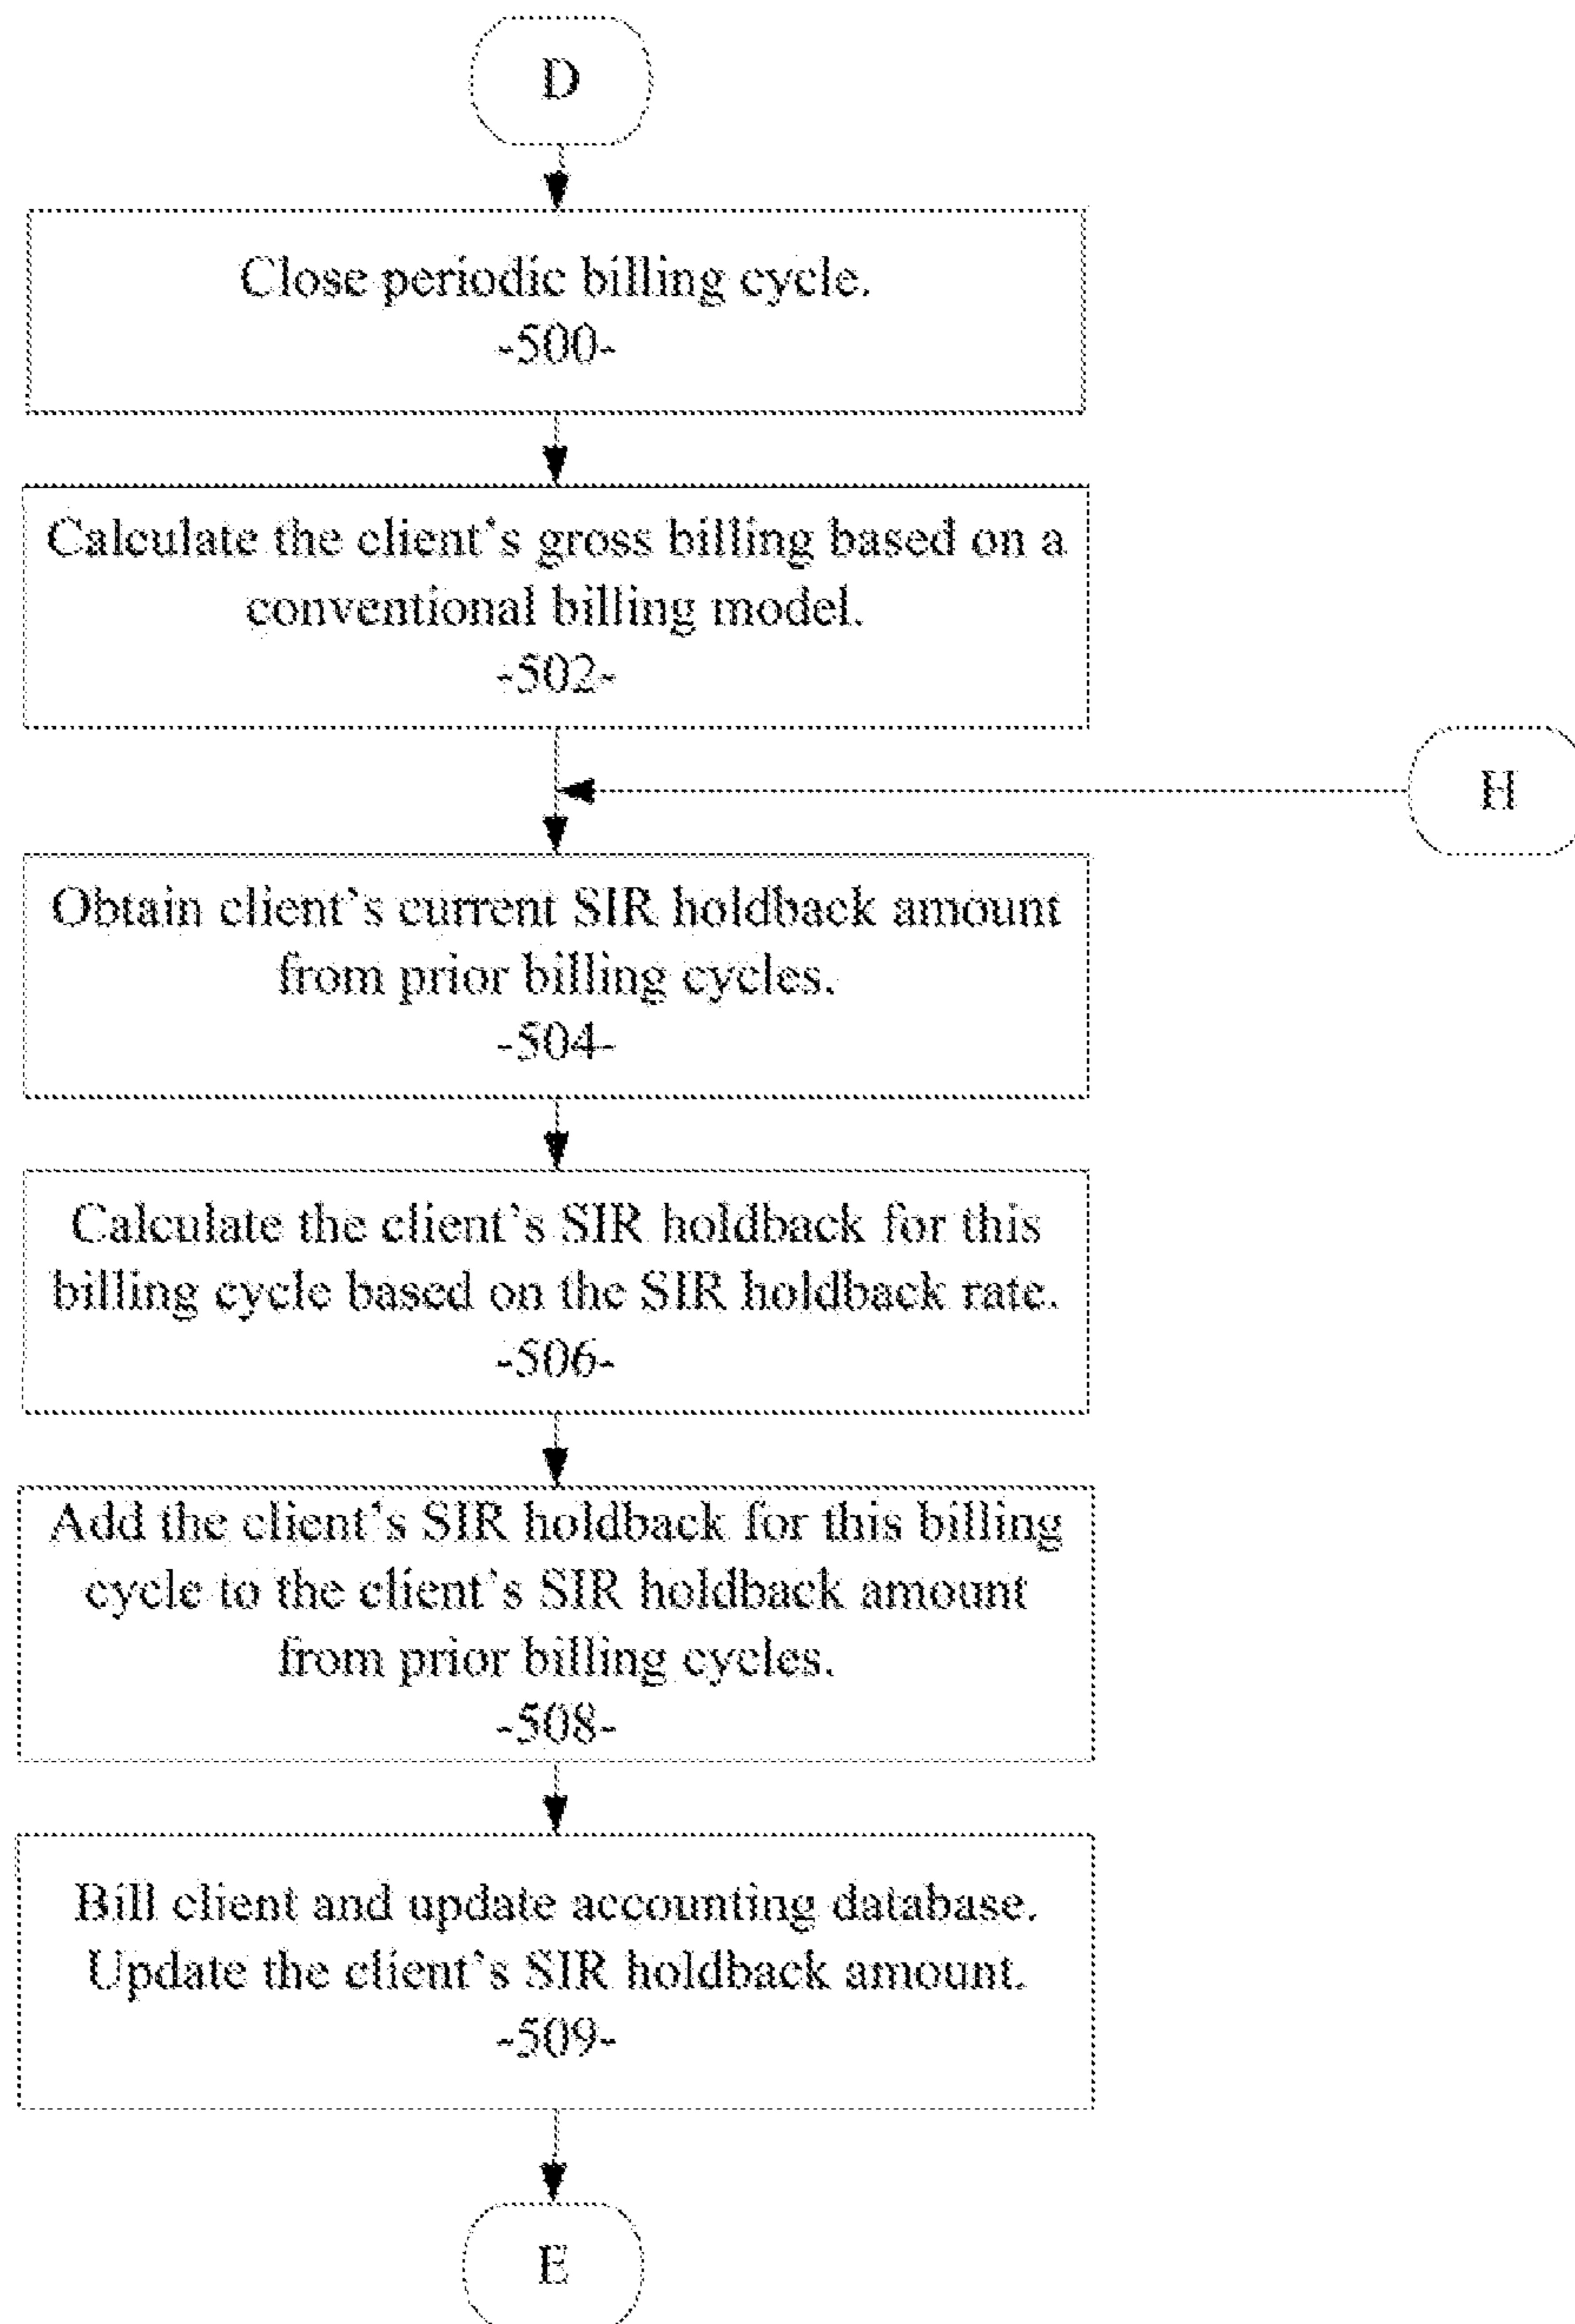 D
Close periodic billing cycle.
-500-
Calculate the client's gross billing based on a
conventional billing model.
-502-
H
Obtain client's current SIR holdback amount
from prior billing cycles.
-504-
Calculate the client's SIR holdback for this
billing cycle based on the SIR holdback rate.
-506-
Add the client's SIR holdback for this billing
cycle to the client's SIR holdback amount
from prior billing cycles.
-508-
Bill client and update accounting database.
Update the client's SIR holdback amount.
-509-
E